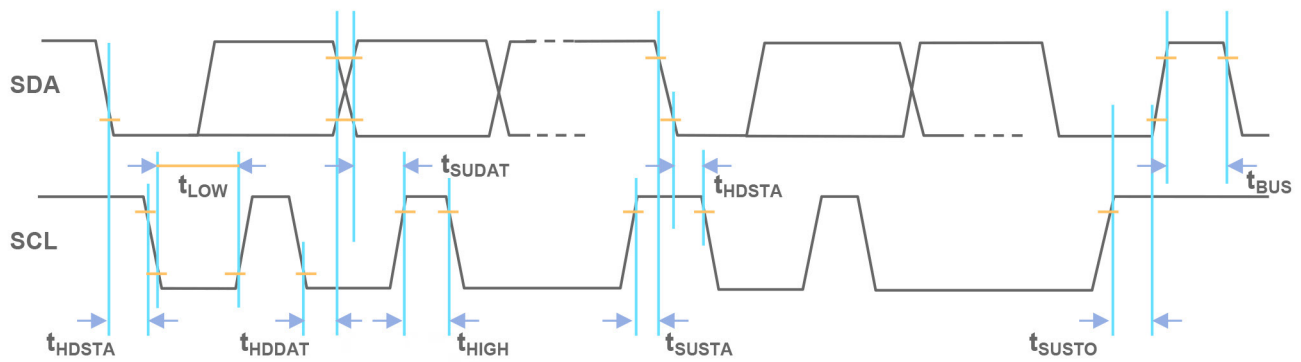 SDA
tSUDAT
tHDSTA
tLOW
tBUS
SCL
tHDSTA
tHDDAT
tHIGH
tSUSTA
tSUSTO